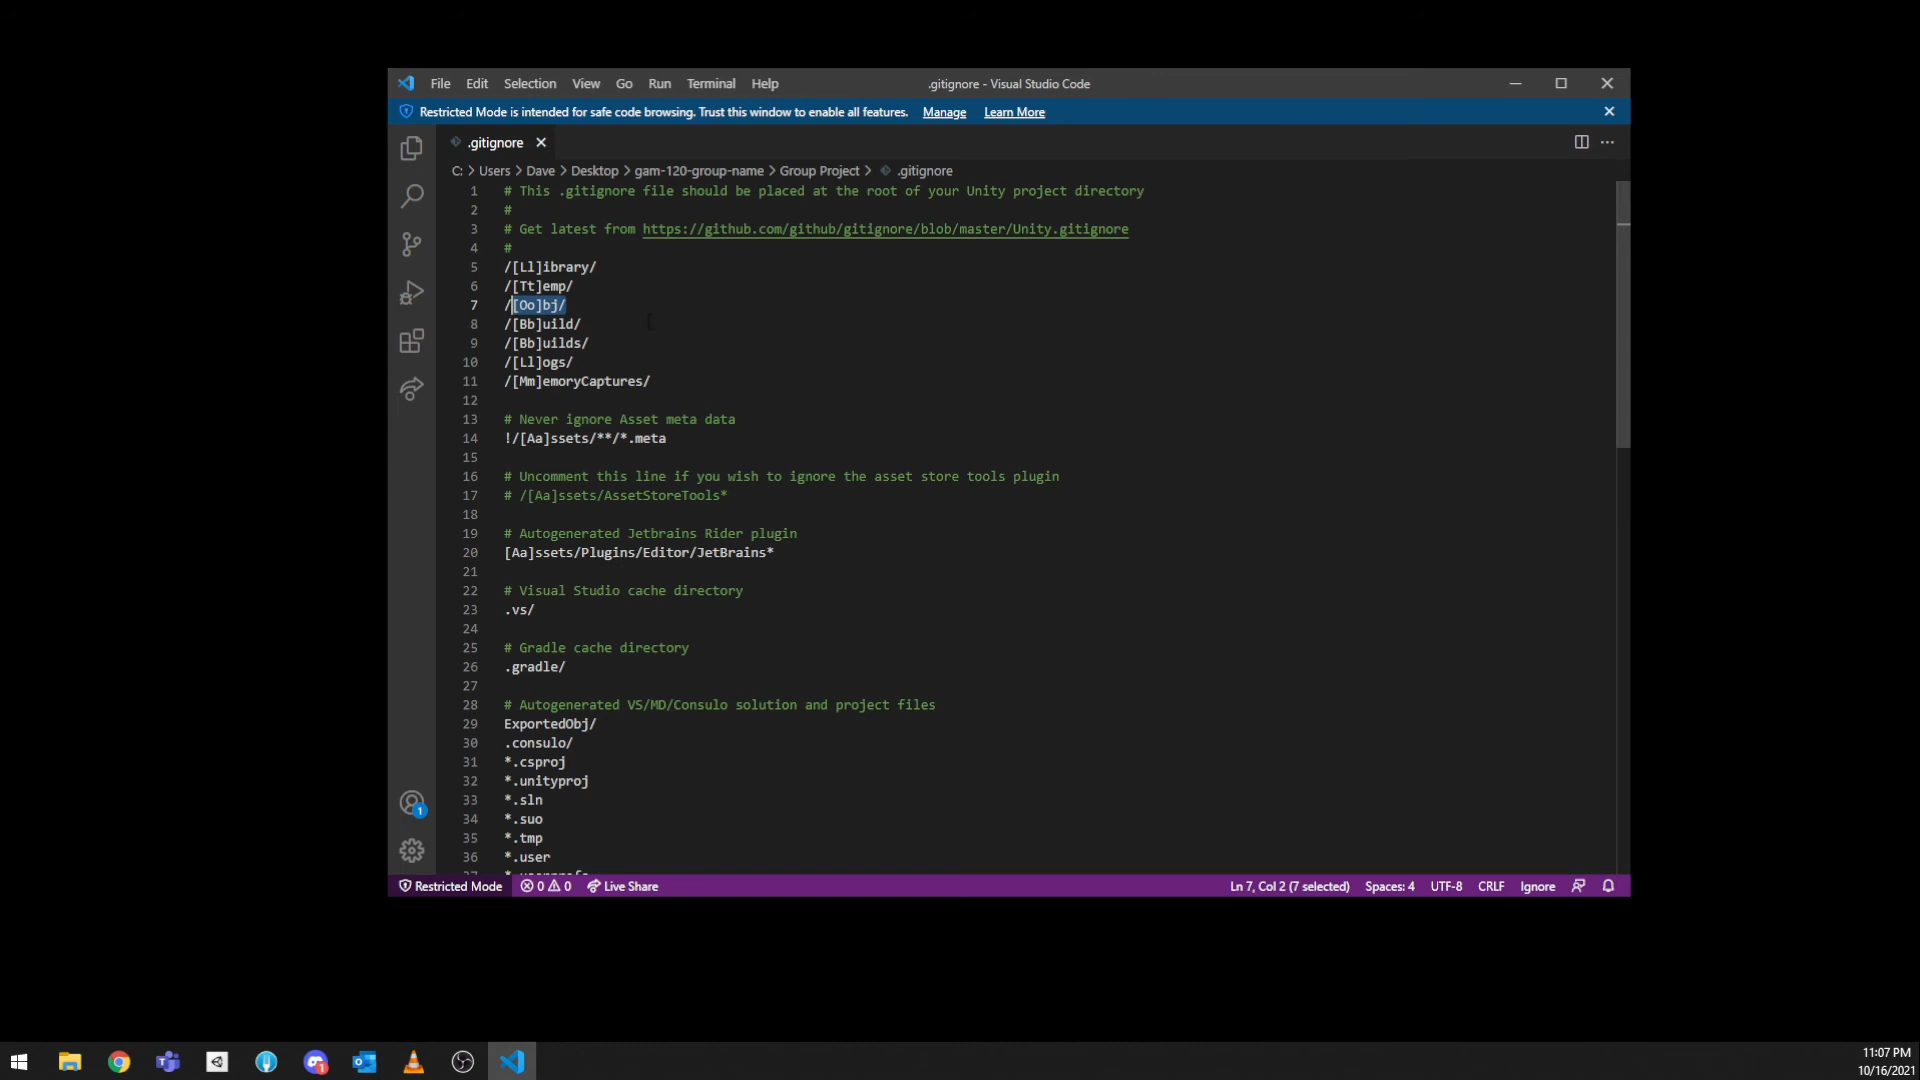 File Edit Selection View Go Run Terminal Help
.gitignore - Visual Studio Code
Restricted Mode is intended for safe code browsing. Trust this window to enable all features. Manage Learn More
.gitignore
C: > Users > Dave > Desktop > gam-120-group-name > Group Project > .gitignore
1 # This .gitignore file should be placed at the root of your Unity project directory
2 #
3 # Get latest from https://github.com/github/gitignore/blob/master/Unity.gitignore
4 #
5 /[Ll]ibrary/
6 /[Tt]emp/
7 /[Oo]bj/
8 /[Bb]uild/
9 /[Bb]uilds/
10 /[Ll]ogs/
11 /[Mm]emoryCaptures/
12
13 # Never ignore Asset meta data
14 !/[Aa]ssets/**/*.meta
15
16 # Uncomment this line if you wish to ignore the asset store tools plugin
17 # /[Aa]ssets/AssetStoreTools*
18
19 # Autogenerated Jetbrains Rider plugin
20 [Aa]ssets/Plugins/Editor/JetBrains*
21
22 # Visual Studio cache directory
23 .vs/
24
25 # Gradle cache directory
26 .gradle/
27
28 # Autogenerated VS/MD/Consulo solution and project files
29 ExportedObj/
30 .consulo/
31 *.csproj
32 *.unityproj
33 *.sln
34 *.suo
35 *.tmp
36 *.user
1
Restricted Mode 0 0 Live Share
Ln 7, Col 2 (7 selected) Spaces: 4 UTF-8 CRLF Ignore
1
11:07 PM
10/16/2021